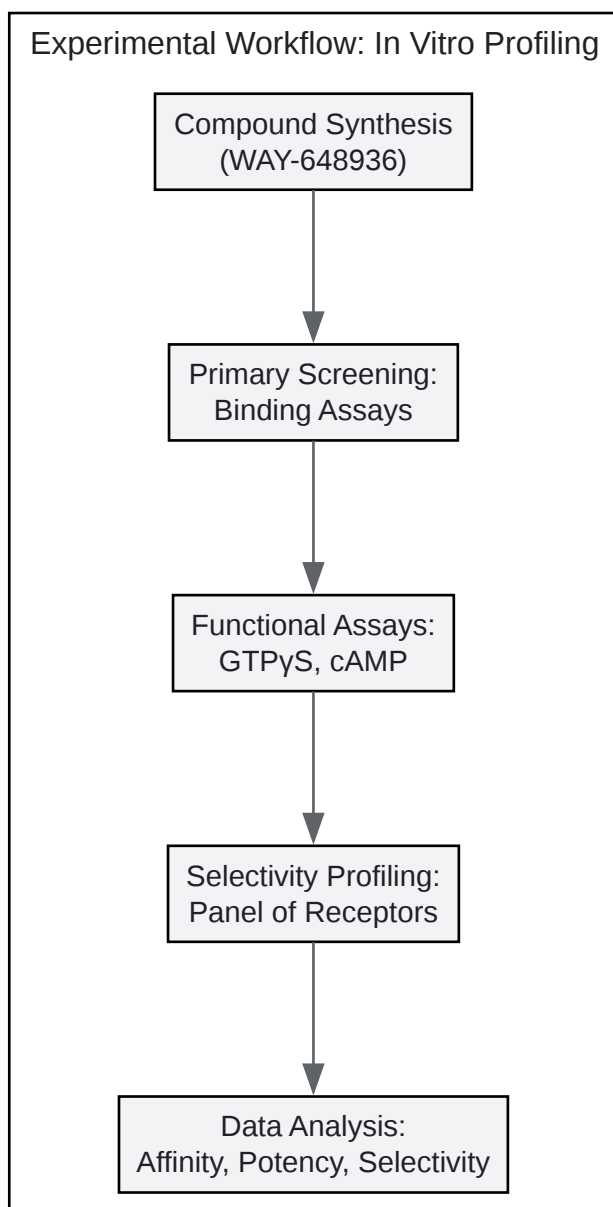 Experimental Workflow: In Vitro Profiling
Compound Synthesis
(WAY-648936)
Primary Screening:
Binding Assays
Functional Assays:
GTPγS, cAMP
Selectivity Profiling:
Panel of Receptors
Data Analysis:
Affinity, Potency, Selectivity